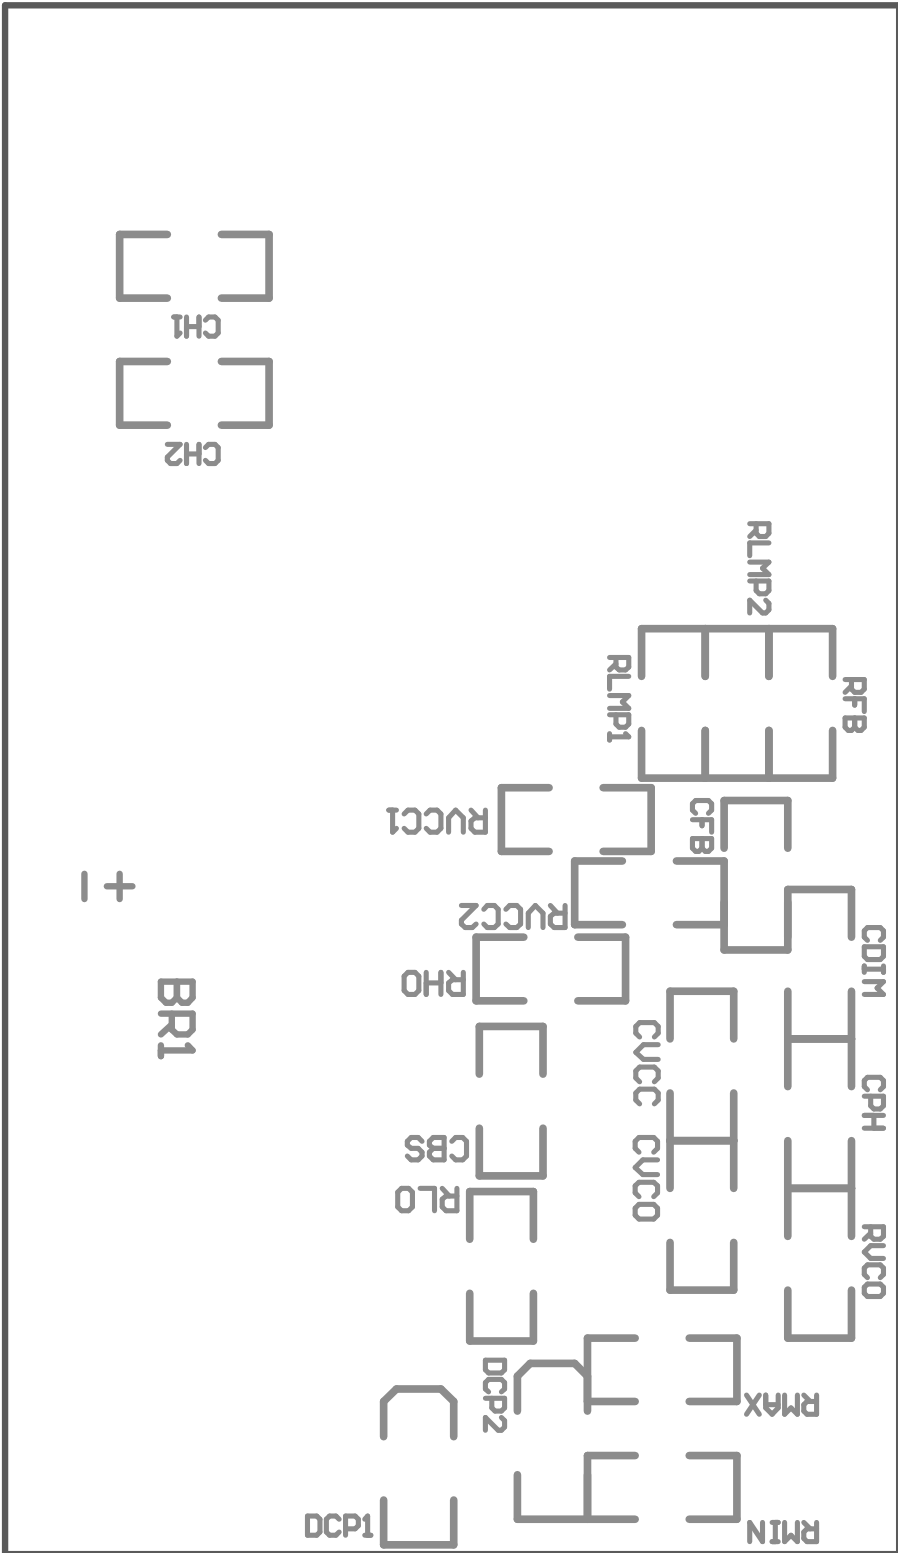 CH1
CH2
RLMP2
RLMP1
RFB
RVCC1
CFB
- +
RVCC2
CDIM
RHO
BR1
CVCC
CPH
CBS
CVCO
RLO
RVCO
DCP2
RMAX
DCP1
RMIN